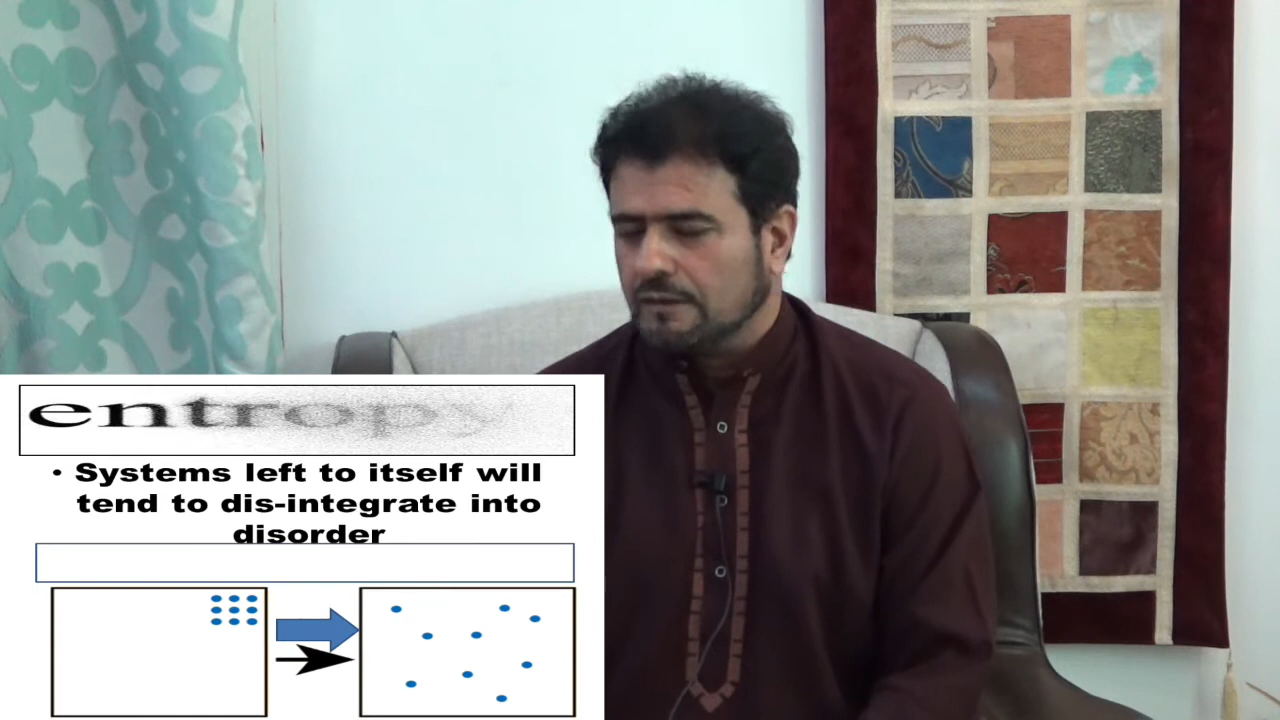 entropy
• Systems left to itself will
tend to dis-integrate into
disorder